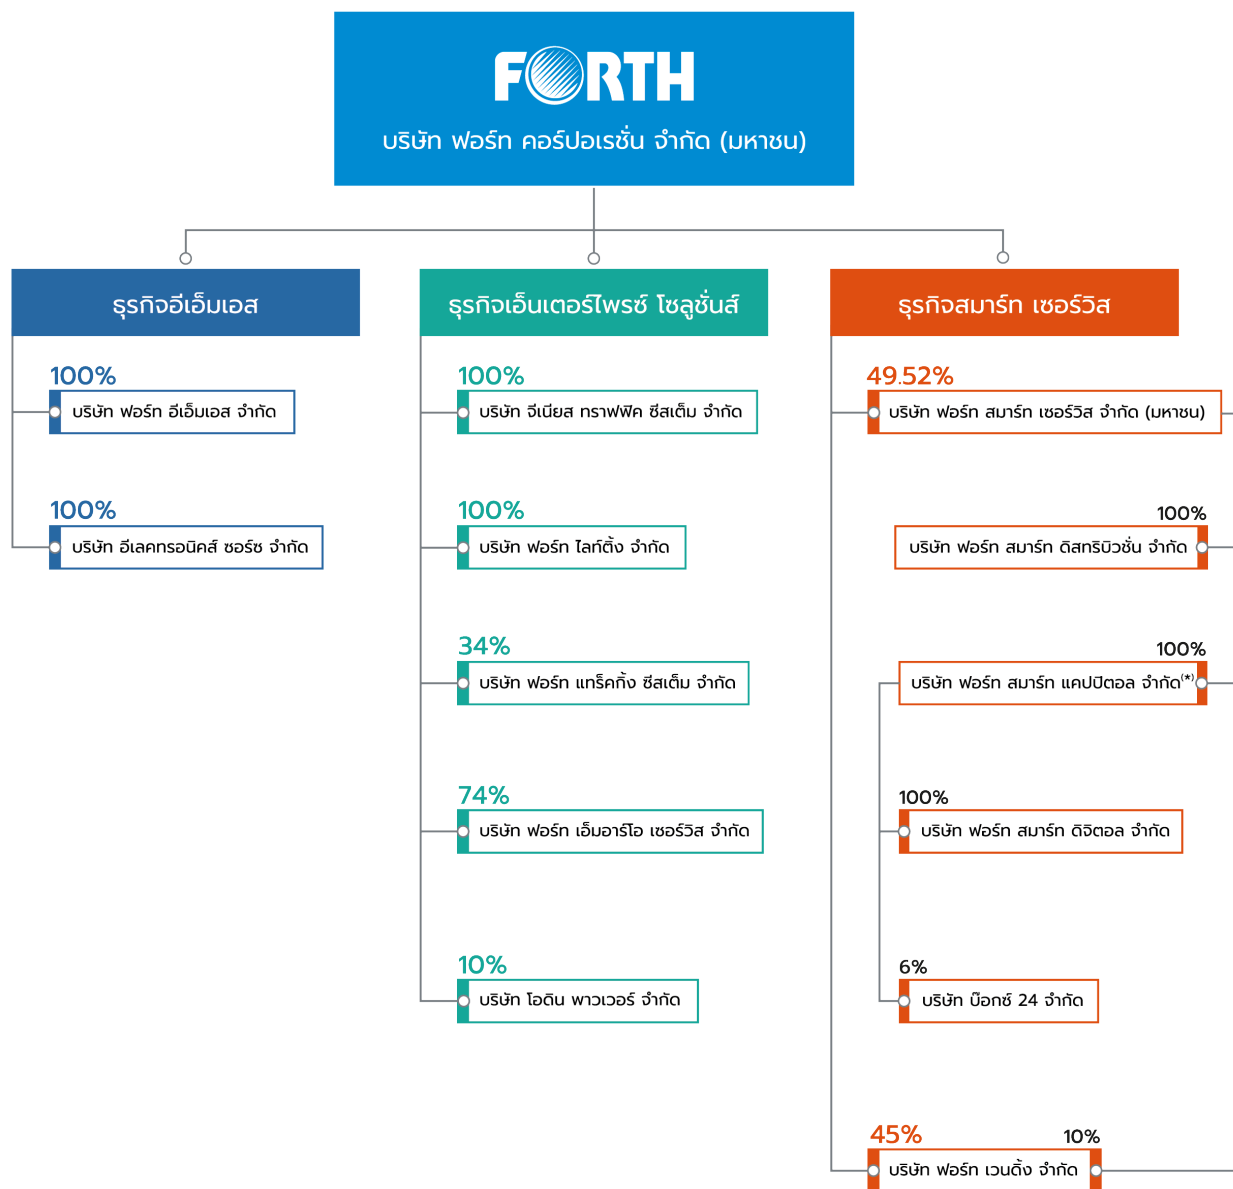 FORTH
บริษัท ฟอร์ท คอร์ปอเรชั่น จำกัด (มหาชน)
ธุรกิจอีเอ็มเอส
100%
บริษัท ฟอร์ท อีเอ็มเอส จำกัด
100%
บริษัท อีเลคทรอนิคส์ ซอร์ซ จำกัด
ธุรกิจเอ็นเตอร์ไพรซ์ โซลูชั่นส์
100%
บริษัท จีเนียส ทราฟฟิค ซีสเต็ม จำกัด
100%
บริษัท ฟอร์ท ไลท์ติ้ง จำกัด
34%
บริษัท ฟอร์ท แทร็คกิ้ง ซีสเต็ม จำกัด
74%
บริษัท ฟอร์ท เอ็มอาร์โอ เซอร์วิส จำกัด
10%
บริษัท โอดิน พาวเวอร์ จำกัด
ธุรกิจสมาร์ท เซอร์วิส
49.52%
บริษัท ฟอร์ท สมาร์ท เซอร์วิส จำกัด (มหาชน)
100%
บริษัท ฟอร์ท สมาร์ท ดิสทริบิวชั่น จำกัด
100%
บริษัท ฟอร์ท สมาร์ท แคปปิตอล จำกัด(*)
100%
บริษัท ฟอร์ท สมาร์ท ดิจิตอล จำกัด
6%
บริษัท บ๊อกซ์ 24 จำกัด
45% 10%
บริษัท ฟอร์ท เวนดิ้ง จำกัด